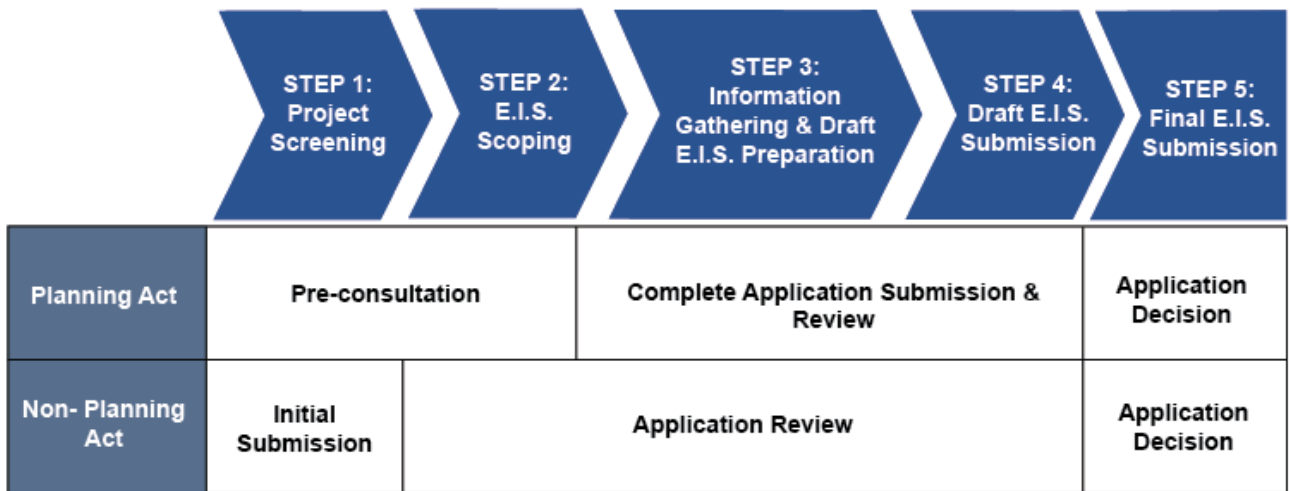 STEP 1:
Project
Screening
STEP 2:
E.I.S.
Scoping
STEP 3:
Information
Gathering & Draft
E.I.S. Preparation
STEP 4:
Draft E.I.S.
Submission
STEP 5:
Final E.I.S.
Submission
Planning Act
Pre-consultation
Complete Application Submission &
Review
Application
Decision
Non- Planning
Act
Initial
Submission
Application Review
Application
Decision